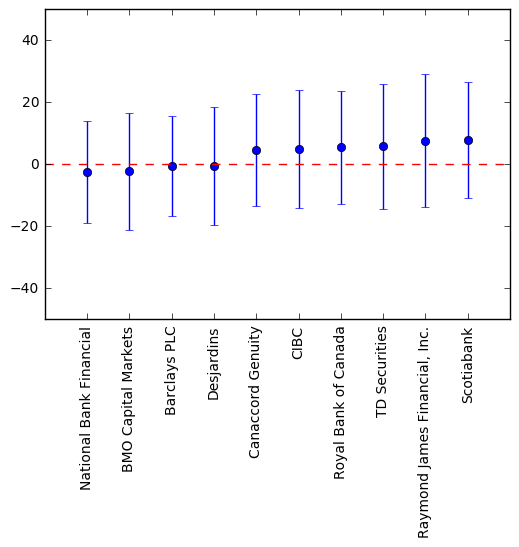 40
20
0
−20
−40
National Bank Financial
BMO Capital Markets
Barclays PLC
Desjardins
Canaccord Genuity
CIBC
Royal Bank of Canada
TD Securities
Raymond James Financial, Inc.
Scotiabank